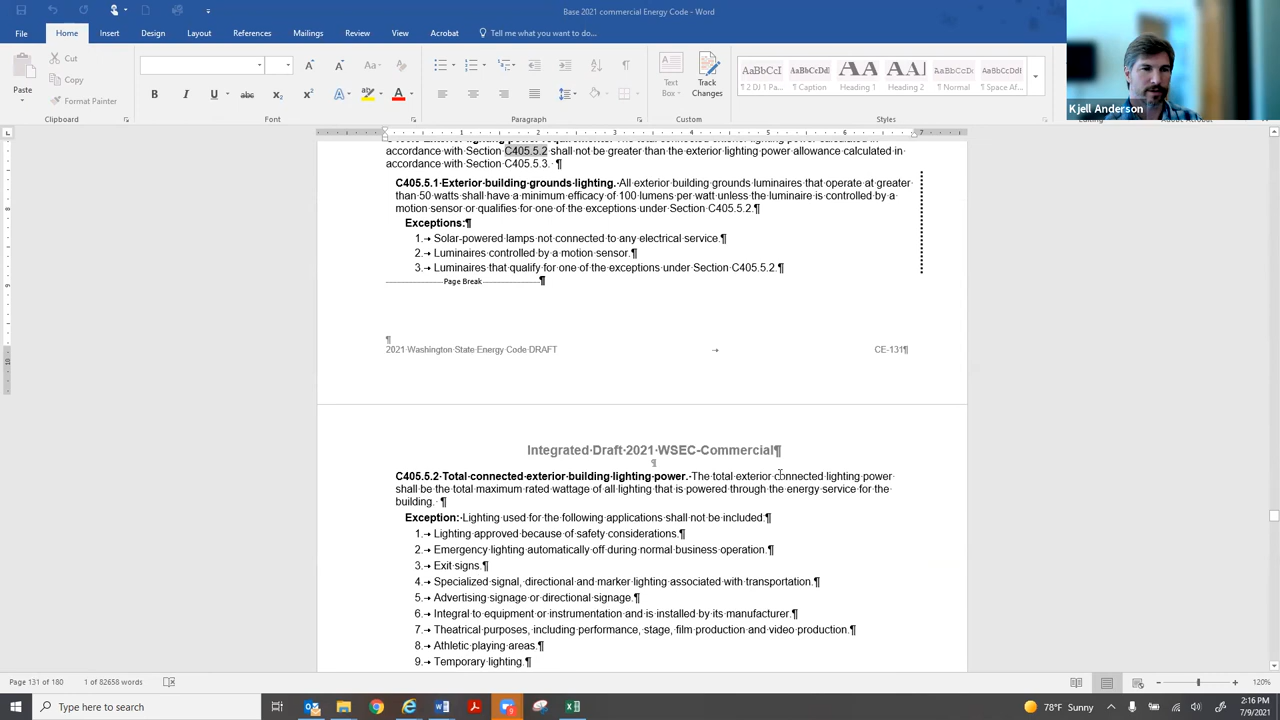 Base 2021 commercial Energy Code - Word
File Home Insert Design Layout References Mailings Review View Acrobat Tell me what you want to do
Cut
Copy
Paste
Format Painter
Clipboard
Font
Paragraph
Text Box
Track Changes
Custom
AaBbCcI AaBbCcDd AaBbC AaBbC AaBbCcDd AaBbCcI
¶ 2 DJ 1 Pa... ¶ Caption Heading 1 Heading 2 ¶ Normal ¶ Space Af...
Styles
Kjell Anderson
accordance with Section C405.5.2 shall not be greater than the exterior lighting power allowance calculated in
accordance with Section C405.5.3. ¶
C405.5.1 Exterior building grounds lighting. All exterior building grounds luminaires that operate at greater
than 50 watts shall have a minimum efficacy of 100 lumens per watt unless the luminaire is controlled by a
motion sensor or qualifies for one of the exceptions under Section C405.5.2.¶
Exceptions:¶
1.→ Solar-powered lamps not connected to any electrical service.¶
2.→ Luminaires controlled by a motion sensor.¶
3.→ Luminaires that qualify for one of the exceptions under Section C405.5.2.¶
Page Break ¶
¶
2021 Washington State Energy Code DRAFT → CE-131¶
Integrated Draft 2021 WSEC-Commercial¶
¶
C405.5.2 Total connected exterior building lighting power. The total exterior connected lighting power
shall be the total maximum rated wattage of all lighting that is powered through the energy service for the
building. ¶
Exception: Lighting used for the following applications shall not be included:¶
1.→ Lighting approved because of safety considerations.¶
2.→ Emergency lighting automatically off during normal business operation.¶
3.→ Exit signs.¶
4.→ Specialized signal, directional and marker lighting associated with transportation.¶
5.→ Advertising signage or directional signage.¶
6.→ Integral to equipment or instrumentation and is installed by its manufacturer.¶
7.→ Theatrical purposes, including performance, stage, film production and video production.¶
8.→ Athletic playing areas.¶
9.→ Temporary lighting.¶
Page 131 of 180 1 of 82658 words 120%
Type here to search
78°F Sunny
2:16 PM
7/9/2021